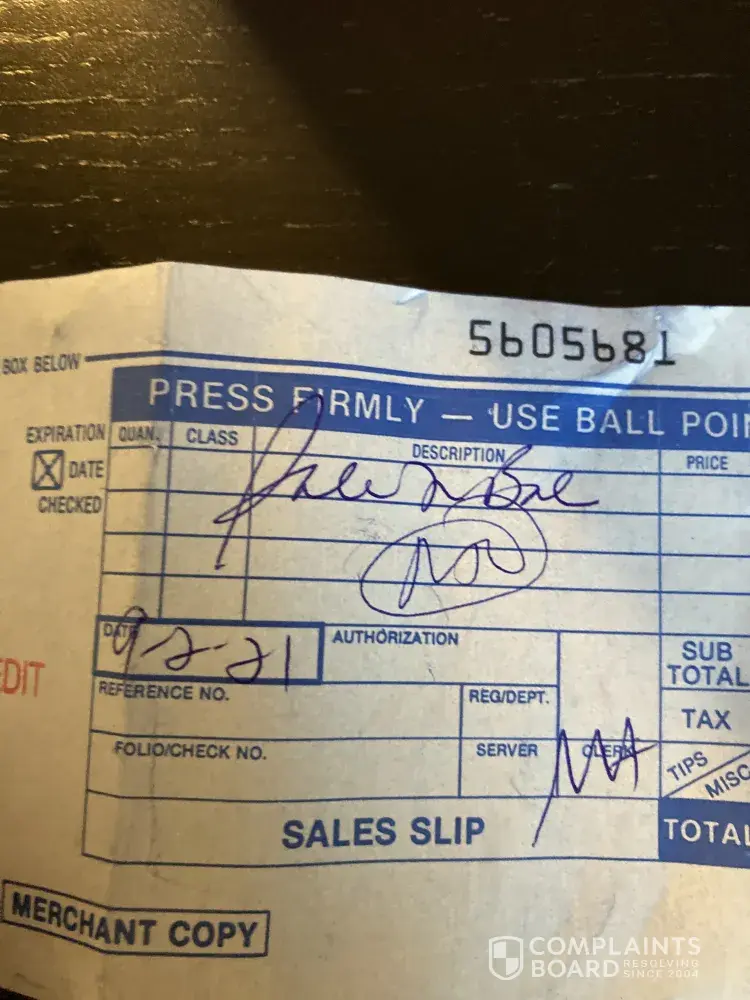 5605681
BOX BELOW
PRESS FIRMLY — USE BALL POIN
EXPIRATION QUAN. CLASS DESCRIPTION PRICE
DATE
CHECKED
DATE 9-2-21 AUTHORIZATION
SUB
TOTAL
EDIT
REFERENCE NO. REG/DEPT.
TAX
FOLIO/CHECK NO. SERVER CLERK
TIPS
MISC
SALES SLIP TOTAL
MERCHANT COPY
COMPLAINTS
BOARD RESOLVING
SINCE 2004